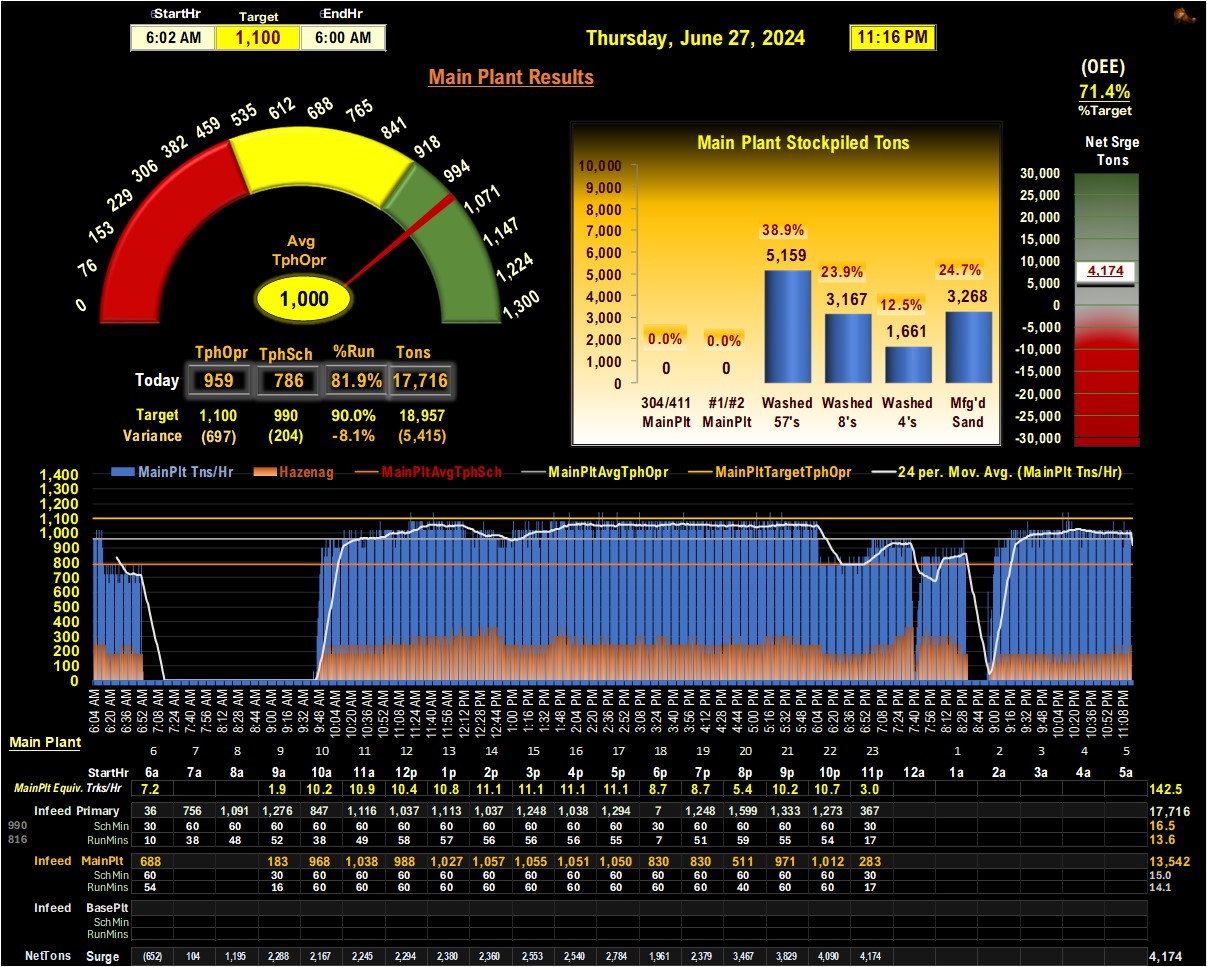 eStartHr Target eEndHr
6:02 AM 1,100 6:00 AM
Thursday, June 27, 2024 11:16 PM
Main Plant Results
(OEE)
71.4%
%Target
Net Srge
Tons
0 76 153 229 306 382 459 535 612 688 765 841 918 994 1,071 1,147 1,224 1,300
Avg
TphOpr
1,000
TphOpr TphSch %Run Tons
Today 959 786 81.9% 17,716
Target 1,100 990 90.0% 18,957
Variance (697) (204) -8.1% (5,415)
Main Plant Stockpiled Tons
10,000
9,000
8,000
7,000
6,000
5,000
4,000
3,000
2,000
1,000
0
0.0% 0.0% 38.9% 23.9% 12.5% 24.7%
0 0 5,159 3,167 1,661 3,268
304/411 #1/#2 Washed Washed Washed Mfg'd
MainPlt MainPlt 57's 8's 4's Sand
30,000
25,000
20,000
15,000
10,000
5,000
0
-5,000
-10,000
-15,000
-20,000
-25,000
-30,000
4,174
MainPlt Tns/Hr Hazenag MainPltAvgTphSch MainPltAvgTphOpr MainPltTargetTphOpr 24 per. Mov. Avg. (MainPlt Tns/Hr)
1,400
1,300
1,200
1,100
1,000
900
800
700
600
500
400
300
200
100
0
6:04 AM 6:20 AM 6:36 AM 6:52 AM 7:08 AM 7:24 AM 7:40 AM 7:56 AM 8:12 AM 8:28 AM 8:44 AM 9:00 AM 9:16 AM 9:32 AM 9:48 AM 10:04 AM 10:20 AM 10:36 AM 10:52 AM 11:08 AM 11:24 AM 11:40 AM 11:56 AM 12:12 PM 12:28 PM 12:44 PM 1:00 PM 1:16 PM 1:32 PM 1:48 PM 2:04 PM 2:20 PM 2:36 PM 2:52 PM 3:08 PM 3:24 PM 3:40 PM 3:56 PM 4:12 PM 4:28 PM 4:44 PM 5:00 PM 5:16 PM 5:32 PM 5:48 PM 6:04 PM 6:20 PM 6:36 PM 6:52 PM 7:08 PM 7:24 PM 7:40 PM 7:56 PM 8:12 PM 8:28 PM 8:44 PM 9:00 PM 9:16 PM 9:32 PM 9:48 PM 10:04 PM 10:20 PM 10:36 PM 10:52 PM 11:08 PM
Main Plant
6 7 8 9 10 11 12 13 14 15 16 17 18 19 20 21 22 23 1 2 3 4 5
StartHr 6a 7a 8a 9a 10a 11a 12p 1p 2p 3p 4p 5p 6p 7p 8p 9p 10p 11p 12a 1a 2a 3a 4a 5a
MainPlt Equiv. Trks/Hr 7.2 1.9 10.2 10.9 10.4 10.8 11.1 11.1 11.1 11.1 8.7 8.7 5.4 10.2 10.7 3.0 142.5
Infeed Primary 36 756 1,091 1,276 847 1,116 1,037 1,113 1,037 1,248 1,038 1,294 7 1,248 1,599 1,333 1,273 367 17,716
990 SchMin 30 60 60 60 60 60 60 60 60 60 60 60 30 60 60 60 60 30 16.5
816 RunMins 10 38 48 52 38 49 58 57 56 56 56 55 7 51 59 55 54 17 13.6
Infeed MainPlt 688 183 968 1,038 988 1,027 1,057 1,055 1,051 1,050 830 830 511 971 1,012 283 13,542
SchMin 60 30 60 60 60 60 60 60 60 60 60 60 60 60 60 30 15.0
RunMins 54 16 60 60 60 60 60 60 60 60 60 60 40 60 60 17 14.1
Infeed BasePlt
SchMin
RunMins
NetTons Surge (652) 104 1,195 2,288 2,167 2,245 2,294 2,380 2,360 2,553 2,540 2,784 1,961 2,379 3,467 3,829 4,090 4,174 4,174